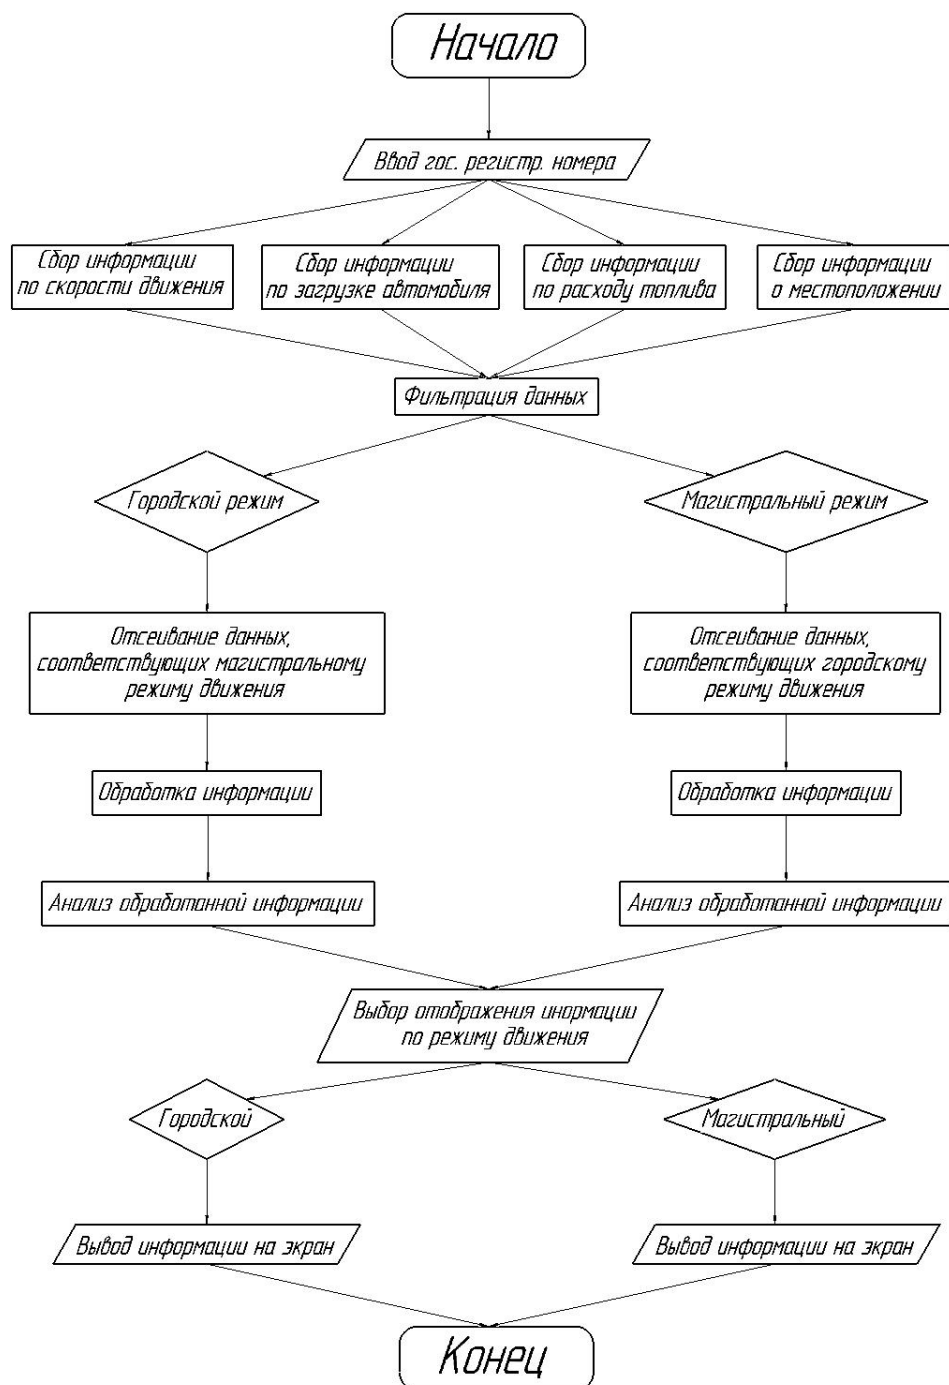 Начало
Ввод гос. регистр. номера
Сбор информации
по скорости движения
Сбор информации
по загрузке автомобиля
Сбор информации
по расходу топлива
Сбор информации
о местоположении
Фильтрация данных
Городской режим
Магистральный режим
Отсеивание данных,
соответствующих магистральному
режиму движения
Отсеивание данных,
соответствующих городскому
режиму движения
Обработка информации
Обработка информации
Анализ обработанной информации
Анализ обработанной информации
Выбор отображения инормации
по режиму движения
Городской
Магистральный
Вывод информации на экран
Вывод информации на экран
Конец